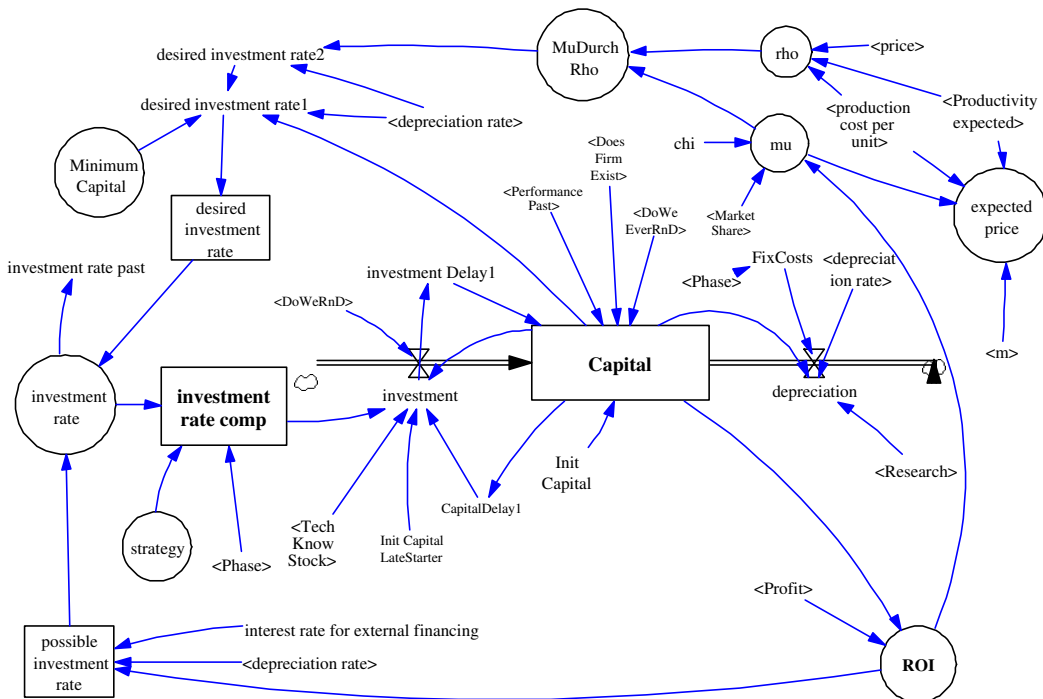 desired investment rate2
MuDurch
Rho
rho
<price>
desired investment rate1
<depreciation rate>
<production
cost per
unit>
<Productivity
expected>
Minimum
Capital
chi
mu
<Does
Firm
Exist>
<Performance
Past>
<DoWe
EverRnD>
<Market
Share>
expected
price
desired
investment
rate
investment rate past
investment Delay1
<Phase>
FixCosts
<depreciat
ion rate>
<DoWeRnD>
<m>
Capital
investment
depreciation
investment
rate
investment
rate comp
Init
Capital
<Research>
CapitalDelay1
<Tech
Know
Stock>
Init Capital
LateStarter
strategy
<Phase>
<Profit>
possible
investment
rate
interest rate for external financing
<depreciation rate>
ROI